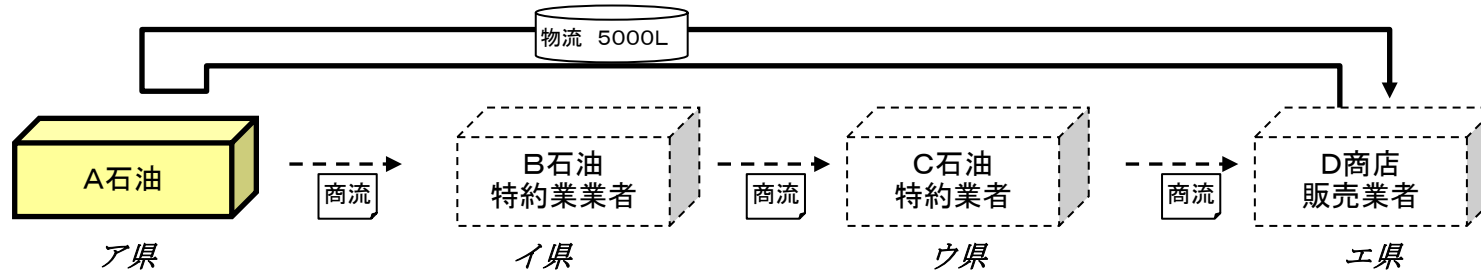 物流 5000L
A石油
B石油
特約業業者
C石油
特約業者
D商店
販売業者
商流
商流
商流
ア県
イ県
ウ県
エ県